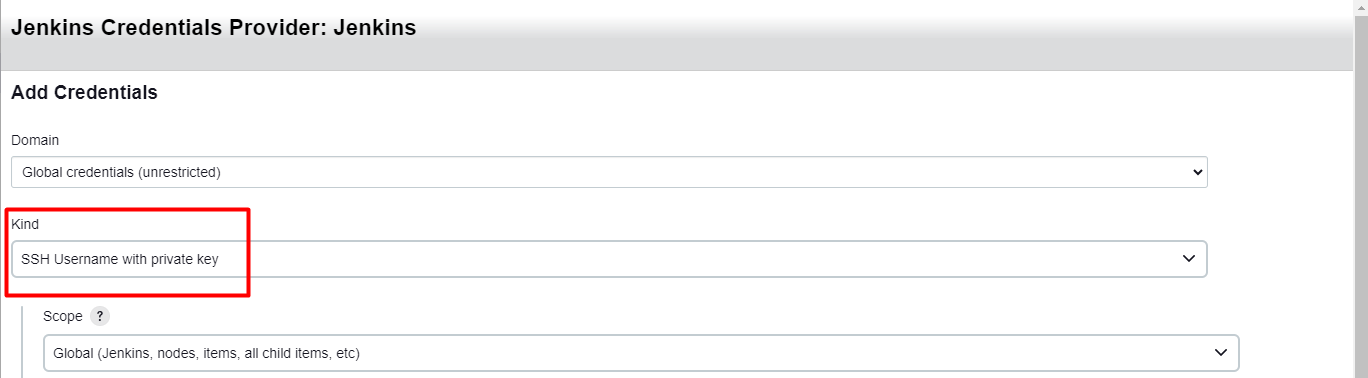 Jenkins Credentials Provider: Jenkins
Add Credentials
Domain
Global credentials (unrestricted)
Kind
SSH Username with private key
Scope ?
Global (Jenkins, nodes, items, all child items, etc)